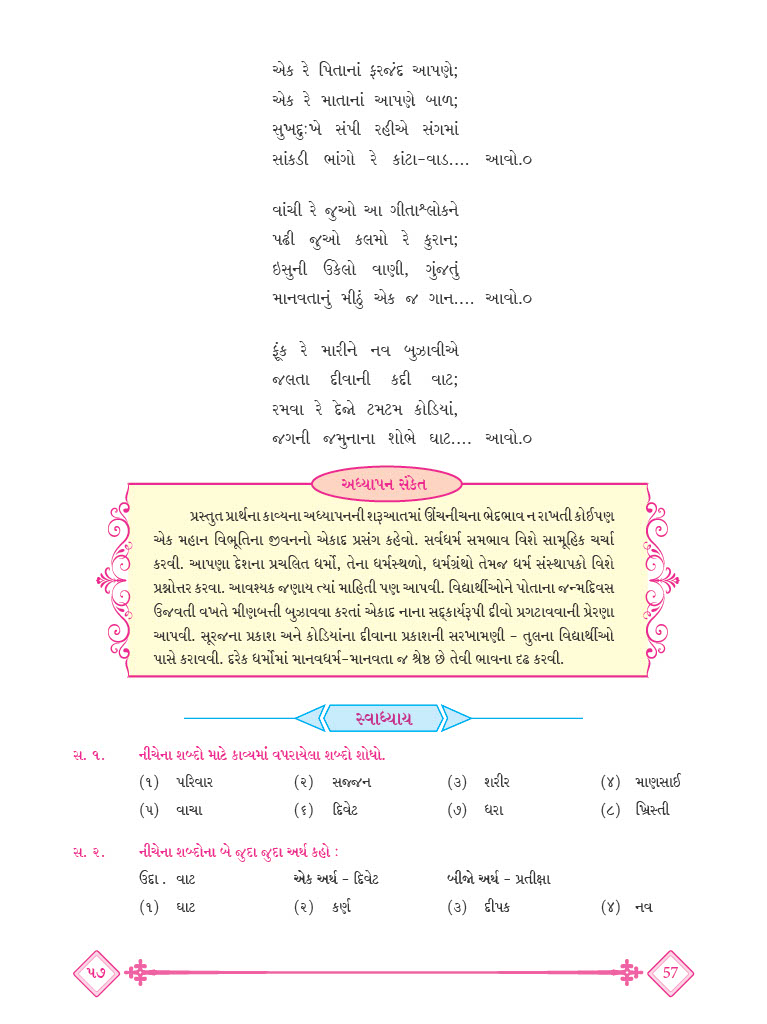 એક રે પિતાનાં ફરજંદ આપણે;
એક રે માતાનાં આપણે બાળ;
સુખદુઃખે સંપી રહીએ સંગમાં
સાંકડી ભાંગો રે કાંટા-વાડ.... આવો.૦
વાંચી રે જુઓ આ ગીતાશ્લોકને
પઢી જુઓ કલમો રે કુરાન;
ઇસુની ઉકેલો વાણી, ગુંજતું
માનવતાનું મીઠું એક જ ગાન.... આવો.૦
ફૂંક રે મારીને નવ બુઝાવીએ
જલતા દીવાની કદી વાટ;
રમવા રે દેજો ટમટમ કોડિયાં,
જગની જમુનાના શોભે ઘાટ.... આવો.૦
અધ્યાપન સંકેત
પ્રસ્તુત પ્રાર્થના કાવ્યના અધ્યાપનની શરૂઆતમાં ઊંચનીચના ભેદભાવ ન રાખતી કોઈપણ
એક મહાન વિભૂતિના જીવનનો એકાદ પ્રસંગ કહેવો. સર્વધર્મ સમભાવ વિશે સામૂહિક ચર્ચા
કરવી. આપણા દેશના પ્રચલિત ધર્મો, તેના ધર્મસ્થળો, ધર્મગ્રંથો તેમજ ધર્મ સંસ્થાપકો વિશે
પ્રશ્નોત્તર કરવા. આવશ્યક જણાય ત્યાં માહિતી પણ આપવી. વિદ્યાર્થીઓને પોતાના જન્મદિવસ
ઉજવતી વખતે મીણબત્તી બુઝાવવા કરતાં એકાદ નાના સદ્કાર્યરૂપી દીવો પ્રગટાવવાની પ્રેરણા
આપવી. સૂરજના પ્રકાશ અને કોડિયાંના દીવાના પ્રકાશની સરખામણી – તુલના વિદ્યાર્થીઓ
પાસે કરાવવી. દરેક ધર્મોમાં માનવધર્મ-માનવતા જ શ્રેષ્ઠ છે તેવી ભાવના દૃઢ કરવી.
સ્વાધ્યાય
સ. ૧. નીચેના શબ્દો માટે કાવ્યમાં વપરાયેલા શબ્દો શોધો.
(૧) પરિવાર (૨) સજ્જન (૩) શરીર (૪) માણસાઈ
(૫) વાચા (૬) દિવેટ (૭) ધરા (૮) ખ્રિસ્તી
સ. ૨. નીચેના શબ્દોના બે જુદા જુદા અર્થ કહો :
ઉદા. વાટ એક અર્થ - દિવેટ બીજો અર્થ - પ્રતીક્ષા
(૧) ઘાટ (૨) કર્ણ (૩) દીપક (૪) નવ
૫૭ 57